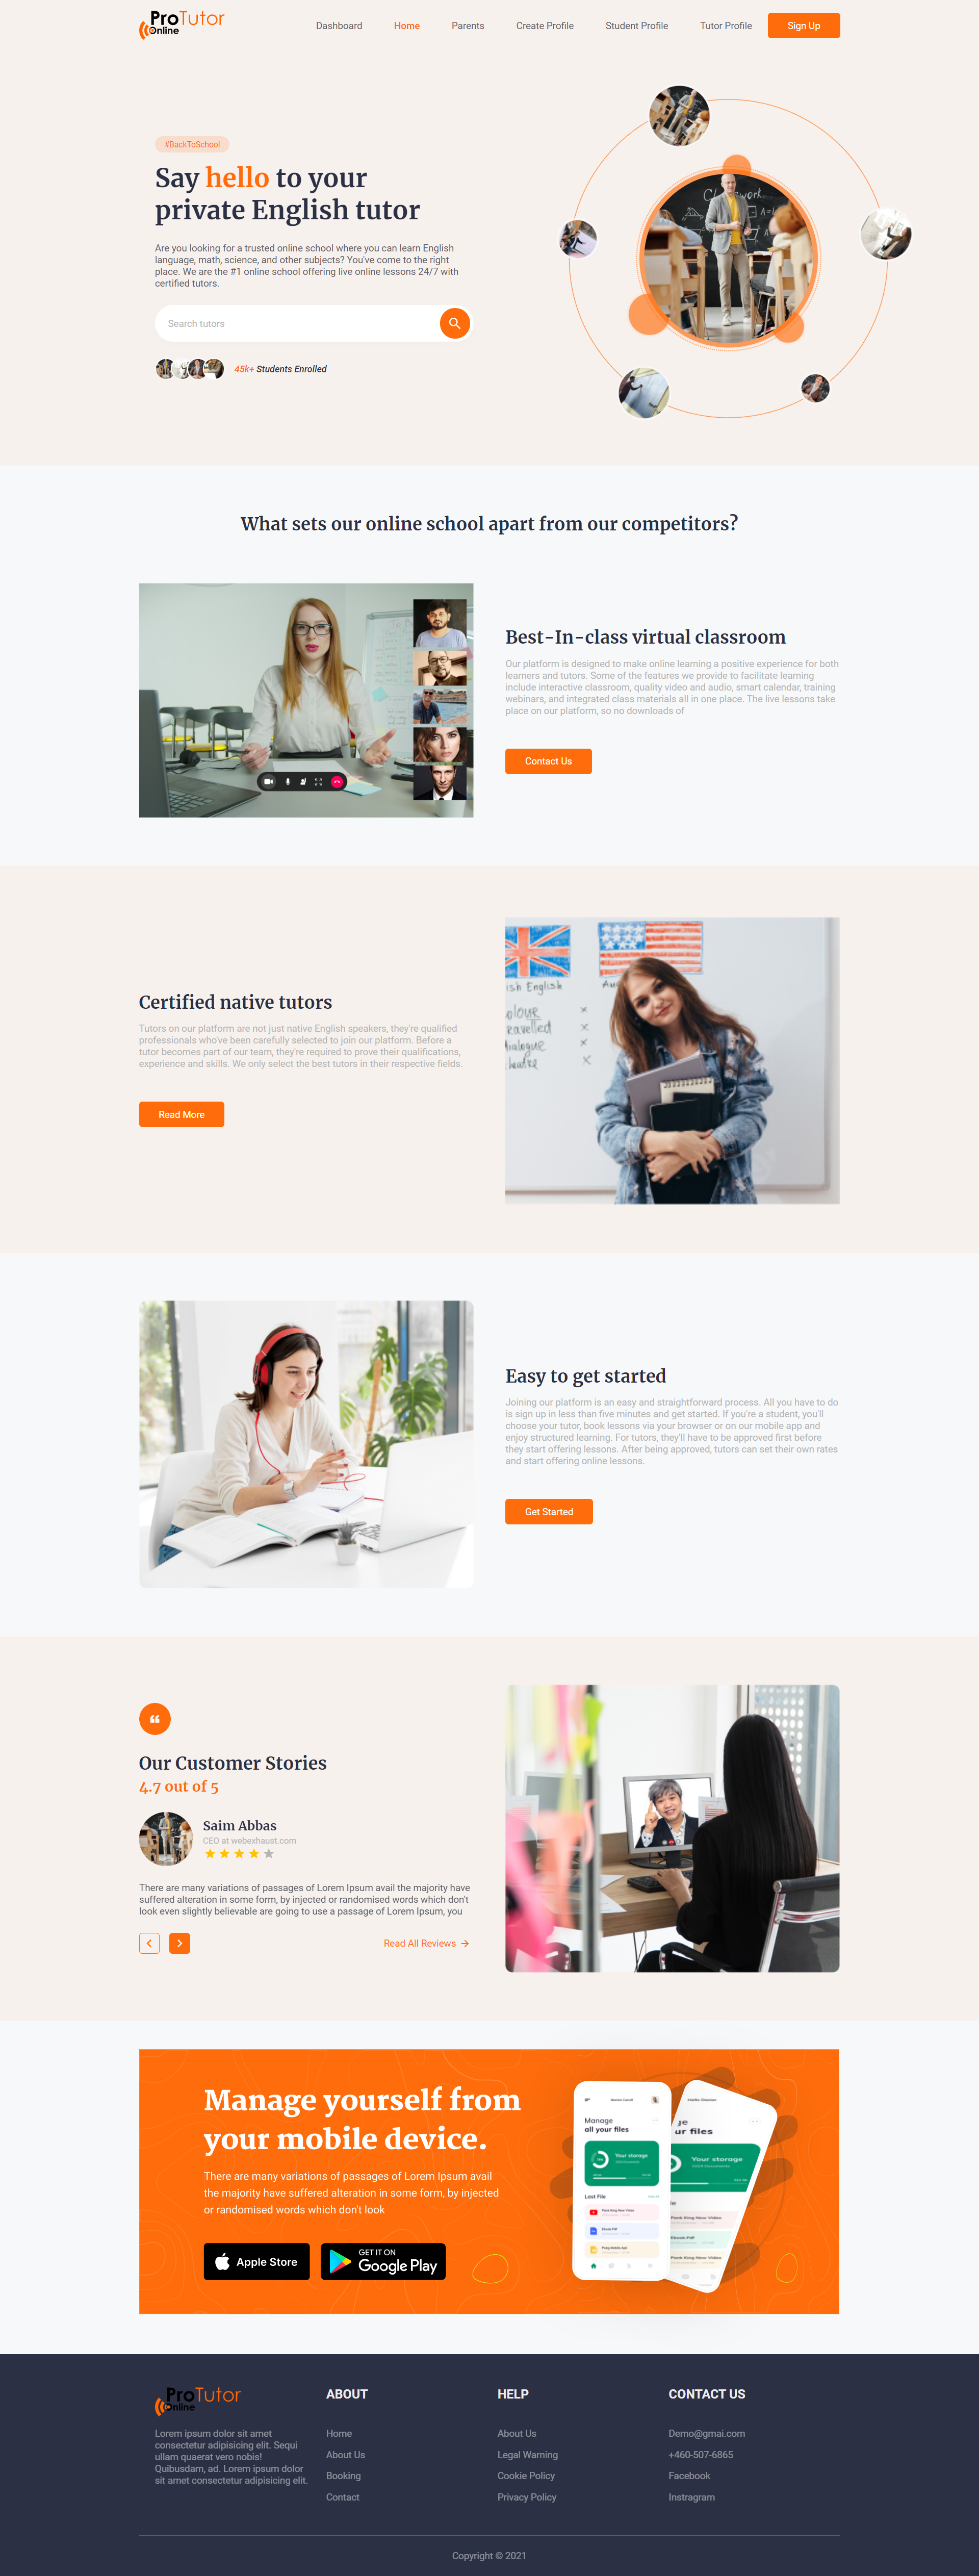 ProTutor
Online
Dashboard
Home
Parents
Create Profile
Student Profile
Tutor Profile
Sign Up
#BackToSchool
Say hello to your
private English tutor
Are you looking for a trusted online school where you can learn English
language, math, science, and other subjects? You've come to the right
place. We are the #1 online school offering live online lessons 24/7 with
certified tutors.
Search tutors
45k+ Students Enrolled
What sets our online school apart from our competitors?
Best-In-class virtual classroom
Our platform is designed to make online learning a positive experience for both
learners and tutors. Some of the features we provide to facilitate learning
include interactive classroom, quality video and audio, smart calendar, training
webinars, and integrated class materials all in one place. The live lessons take
place on our platform, so no downloads of
Contact Us
Certified native tutors
Tutors on our platform are not just native English speakers, they're qualified
professionals who've been carefully selected to join our platform. Before a
tutor becomes part of our team, they're required to prove their qualifications,
experience and skills. We only select the best tutors in their respective fields.
Read More
ish English
Au
Easy to get started
Joining our platform is an easy and straightforward process. All you have to do
is sign up in less than five minutes and get started. If you're a student, you'll
choose your tutor, book lessons via your browser or on our mobile app and
enjoy structured learning. For tutors, they'll have to be approved first before
they start offering lessons. After being approved, tutors can set their own rates
and start offering online lessons.
Get Started
Our Customer Stories
4.7 out of 5
Saim Abbas
CEO at webexhaust.com
There are many variations of passages of Lorem Ipsum avail the majority have
suffered alteration in some form, by injected or randomised words which don't
look even slightly believable are going to use a passage of Lorem Ipsum, you
Read All Reviews
Manage yourself from
your mobile device.
There are many variations of passages of Lorem Ipsum avail
the majority have suffered alteration in some form, by injected
or randomised words which don't look
Apple Store
GET IT ON
Google Play
Manage
all your files
Your storage
Last File
Ebook Pdf
ur files
Your storage
Ebook Pdf
ProTutor
Online
Lorem ipsum dolor sit amet
consectetur adipisicing elit. Sequi
ullam quaerat vero nobis!
Quibusdam, ad. Lorem ipsum dolor
sit amet consectetur adipisicing elit.
ABOUT
Home
About Us
Booking
Contact
HELP
About Us
Legal Warning
Cookie Policy
Privacy Policy
CONTACT US
Demo@gmai.com
+460-507-6865
Facebook
Instragram
Copyright © 2021